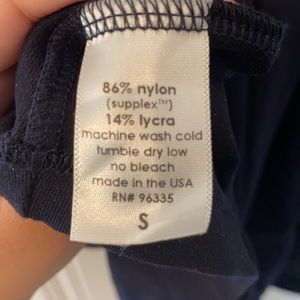 86% nylon
(supplex™)
14% lycra
machine wash cold
tumble dry low
no bleach
made in the USA
RN# 96335
S